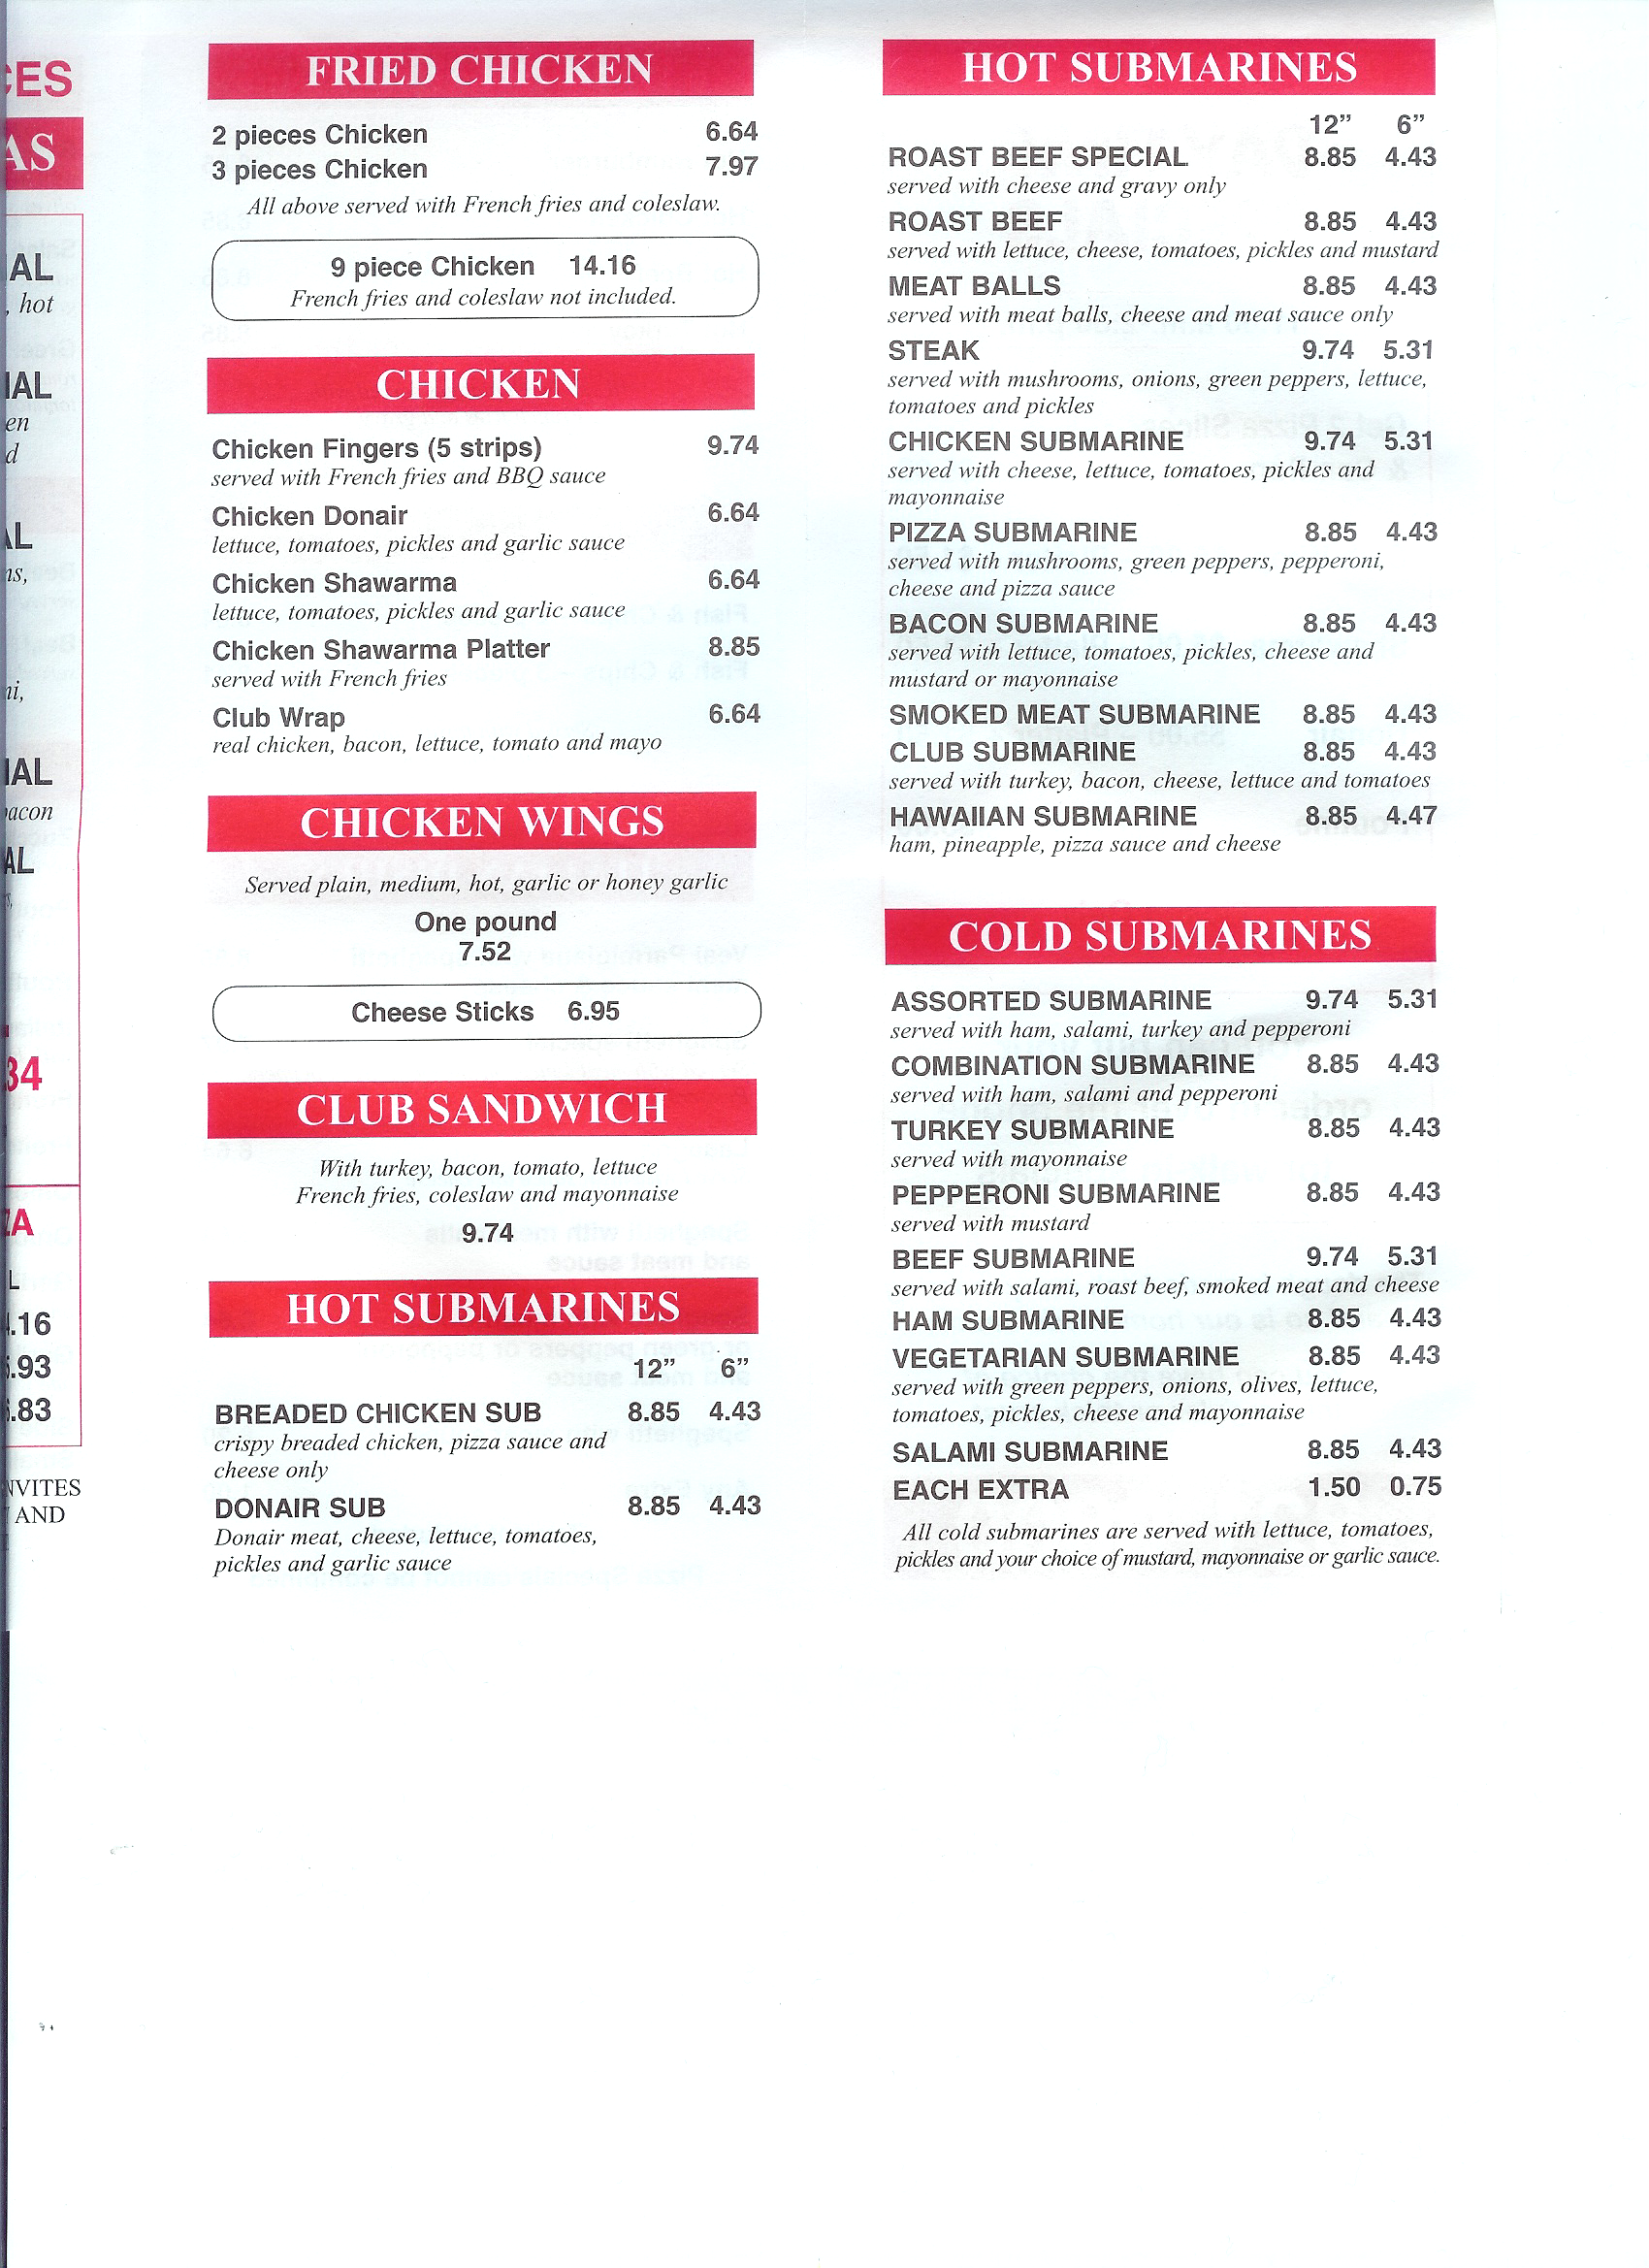 CES
AS
AL
, hot
IAL
en
d
AL
ns,
ni,
IAL
acon
AL
34
ZA
L
.16
.93
.83
NVITES
AND
FRIED CHICKEN
2 pieces Chicken 6.64
3 pieces Chicken 7.97
All above served with French fries and coleslaw.
9 piece Chicken 14.16
French fries and coleslaw not included.
CHICKEN
Chicken Fingers (5 strips) 9.74
served with French fries and BBQ sauce
Chicken Donair 6.64
lettuce, tomatoes, pickles and garlic sauce
Chicken Shawarma 6.64
lettuce, tomatoes, pickles and garlic sauce
Chicken Shawarma Platter 8.85
served with French fries
Club Wrap 6.64
real chicken, bacon, lettuce, tomato and mayo
CHICKEN WINGS
Served plain, medium, hot, garlic or honey garlic
One pound
7.52
Cheese Sticks 6.95
CLUB SANDWICH
With turkey, bacon, tomato, lettuce
French fries, coleslaw and mayonnaise
9.74
HOT SUBMARINES
12” 6”
BREADED CHICKEN SUB 8.85 4.43
crispy breaded chicken, pizza sauce and
cheese only
DONAIR SUB 8.85 4.43
Donair meat, cheese, lettuce, tomatoes,
pickles and garlic sauce
HOT SUBMARINES
12” 6”
ROAST BEEF SPECIAL 8.85 4.43
served with cheese and gravy only
ROAST BEEF 8.85 4.43
served with lettuce, cheese, tomatoes, pickles and mustard
MEAT BALLS 8.85 4.43
served with meat balls, cheese and meat sauce only
STEAK 9.74 5.31
served with mushrooms, onions, green peppers, lettuce,
tomatoes and pickles
CHICKEN SUBMARINE 9.74 5.31
served with cheese, lettuce, tomatoes, pickles and
mayonnaise
PIZZA SUBMARINE 8.85 4.43
served with mushrooms, green peppers, pepperoni,
cheese and pizza sauce
BACON SUBMARINE 8.85 4.43
served with lettuce, tomatoes, pickles, cheese and
mustard or mayonnaise
SMOKED MEAT SUBMARINE 8.85 4.43
CLUB SUBMARINE 8.85 4.43
served with turkey, bacon, cheese, lettuce and tomatoes
HAWAIIAN SUBMARINE 8.85 4.47
ham, pineapple, pizza sauce and cheese
COLD SUBMARINES
ASSORTED SUBMARINE 9.74 5.31
served with ham, salami, turkey and pepperoni
COMBINATION SUBMARINE 8.85 4.43
served with ham, salami and pepperoni
TURKEY SUBMARINE 8.85 4.43
served with mayonnaise
PEPPERONI SUBMARINE 8.85 4.43
served with mustard
BEEF SUBMARINE 9.74 5.31
served with salami, roast beef, smoked meat and cheese
HAM SUBMARINE 8.85 4.43
VEGETARIAN SUBMARINE 8.85 4.43
served with green peppers, onions, olives, lettuce,
tomatoes, pickles, cheese and mayonnaise
SALAMI SUBMARINE 8.85 4.43
EACH EXTRA 1.50 0.75
All cold submarines are served with lettuce, tomatoes,
pickles and your choice of mustard, mayonnaise or garlic sauce.